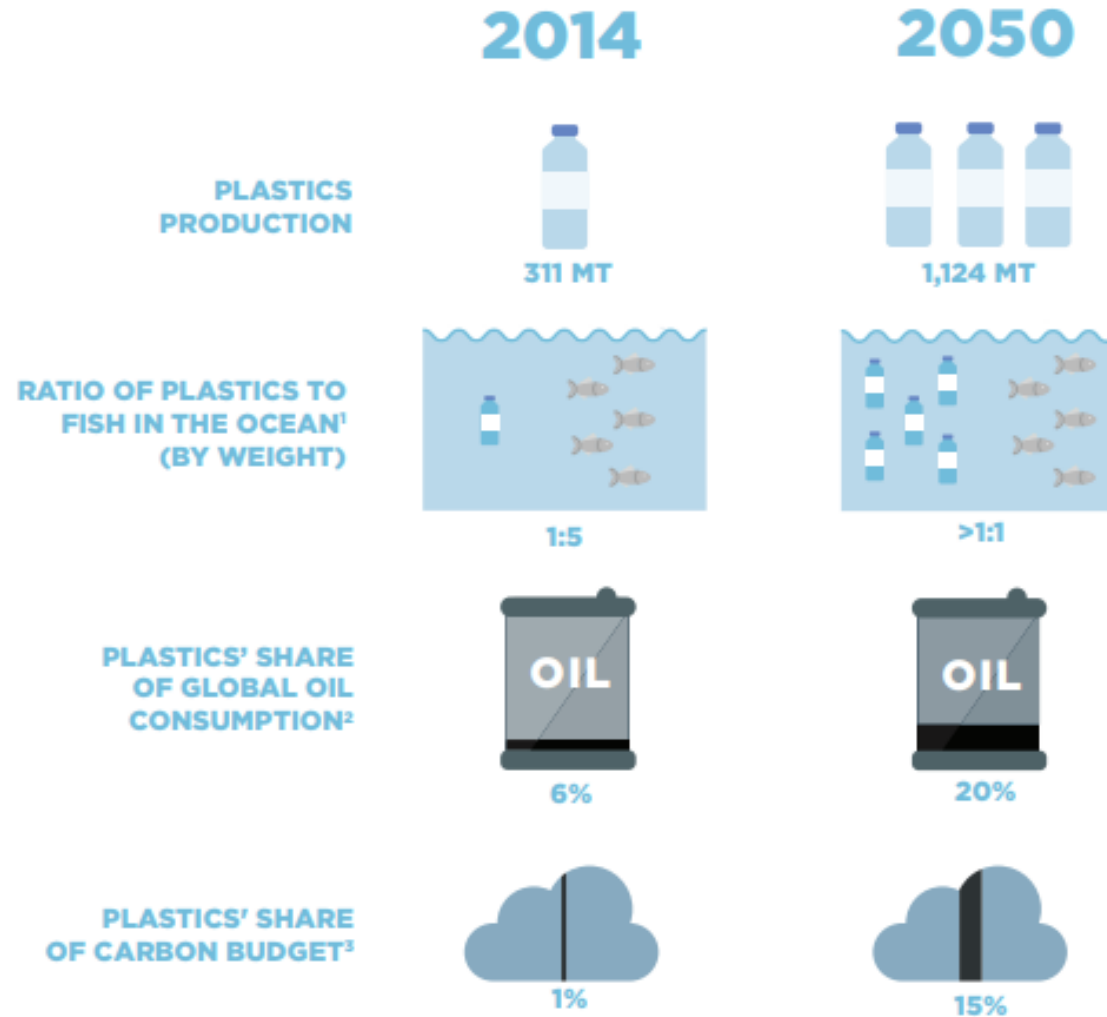 2014
2050
PLASTICS
PRODUCTION
311 MT
1,124 MT
RATIO OF PLASTICS TO
FISH IN THE OCEAN¹
(BY WEIGHT)
1:5
>1:1
PLASTICS’ SHARE
OF GLOBAL OIL
CONSUMPTION²
OIL
OIL
6%
20%
PLASTICS' SHARE
OF CARBON BUDGET³
1%
15%